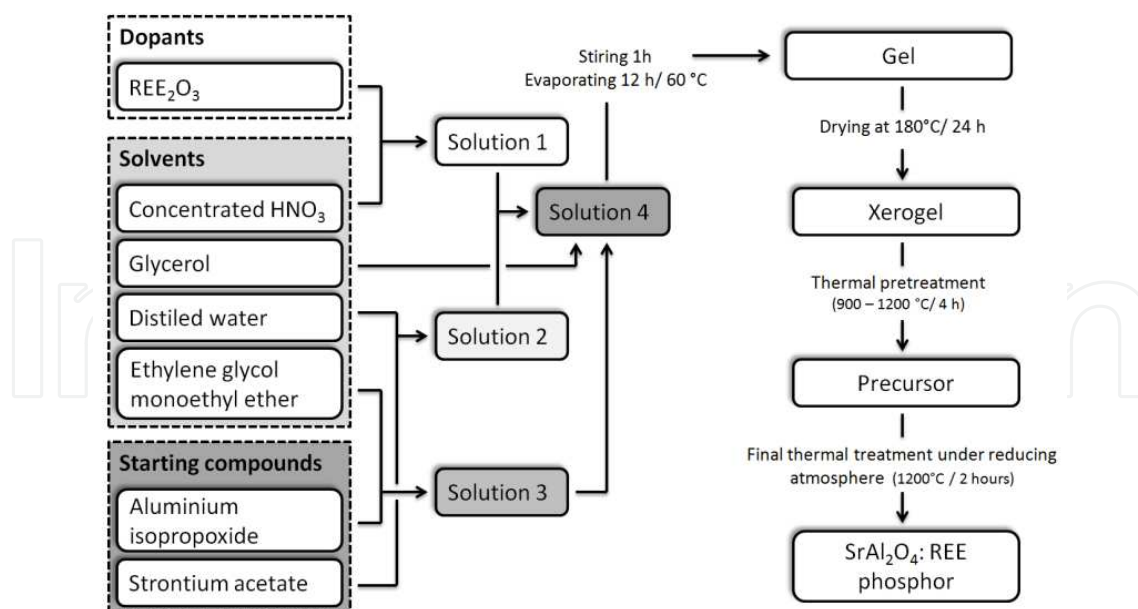 Dopants
REE₂O₃
Solvents
Concentrated HNO₃
Glycerol
Distiled water
Ethylene glycol
monoethyl ether
Starting compounds
Aluminium
isopropoxide
Strontium acetate
Solution 1
Solution 2
Solution 3
Solution 4
Stiring 1h
Evaporating 12 h/ 60 °C
Gel
Drying at 180°C/ 24 h
Xerogel
Thermal pretreatment
(900 – 1200 °C/ 4 h)
Precursor
Final thermal treatment under reducing
atmosphere (1200°C / 2 hours)
SrAl₂O₄: REE
phosphor